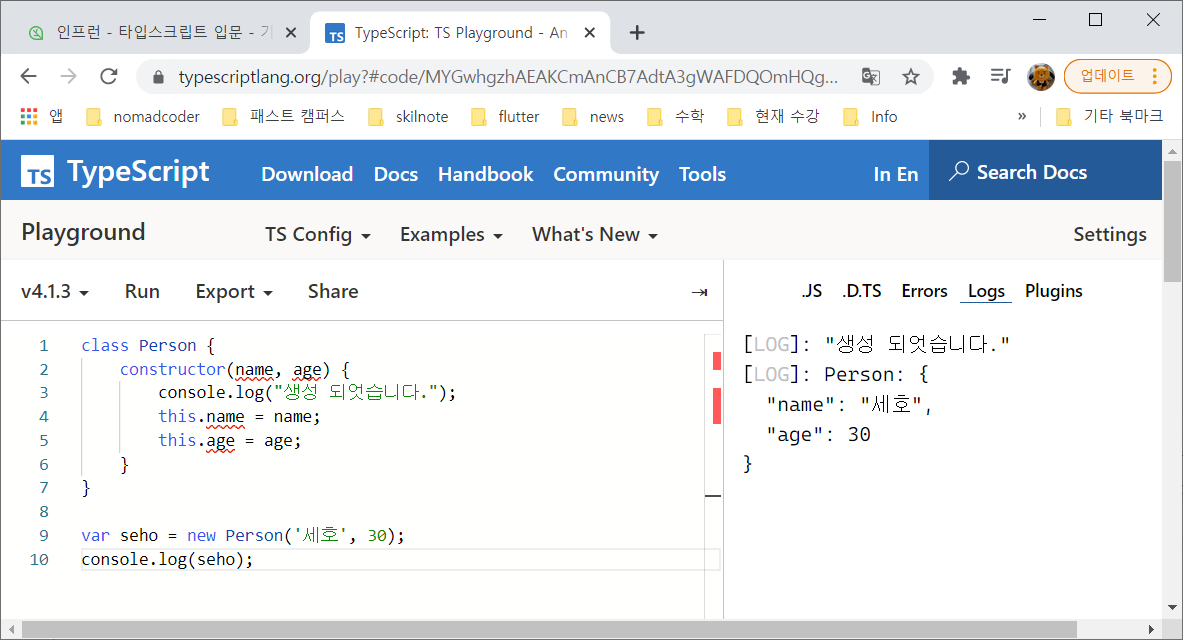 인프런 - 타입스크립트 입문 - 기
TS TypeScript: TS Playground - An
typescriptlang.org/play?#code/MYGwhgzhAEAKCmAnCB7AdtA3gWAFDQOmHQg...
업데이트
앱 nomadcoder 패스트 캠퍼스 skilnote flutter news 수학 현재 수강 Info » 기타 북마크
TS TypeScript Download Docs Handbook Community Tools In En Search Docs
Playground TS Config Examples What's New Settings
v4.1.3 Run Export Share
.JS .D.TS Errors Logs Plugins
1 class Person {
2 constructor(name, age) {
3 console.log("생성 되엇습니다.");
4 this.name = name;
5 this.age = age;
6 }
7 }
8
9 var seho = new Person('세호', 30);
10 console.log(seho);
[LOG]: "생성 되엇습니다."
[LOG]: Person: {
"name": "세호",
"age": 30
}